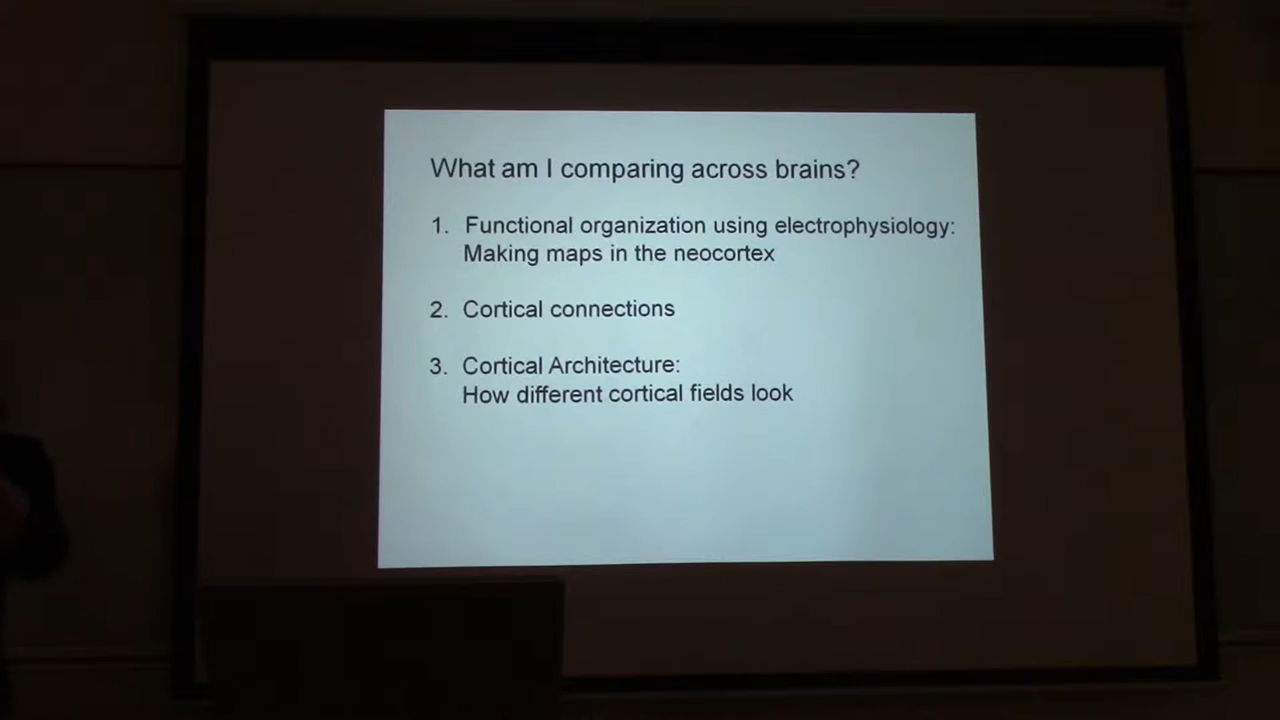 What am I comparing across brains?
1. Functional organization using electrophysiology:
Making maps in the neocortex
2. Cortical connections
3. Cortical Architecture:
How different cortical fields look